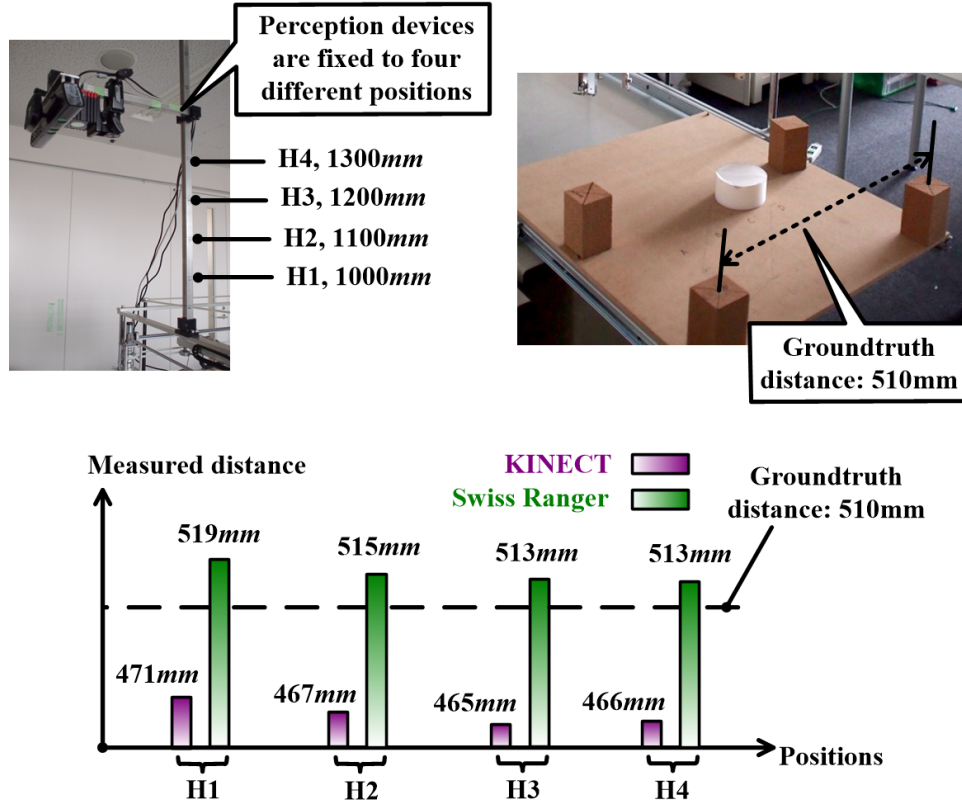 Perception devices
are fixed to four
different positions
H4, 1300mm
H3, 1200mm
H2, 1100mm
H1, 1000mm
Groundtruth
distance: 510mm
Measured distance
KINECT
Swiss Ranger
Groundtruth
distance: 510mm
519mm
515mm
513mm
513mm
471mm
467mm
465mm
466mm
Positions
H1
H2
H3
H4